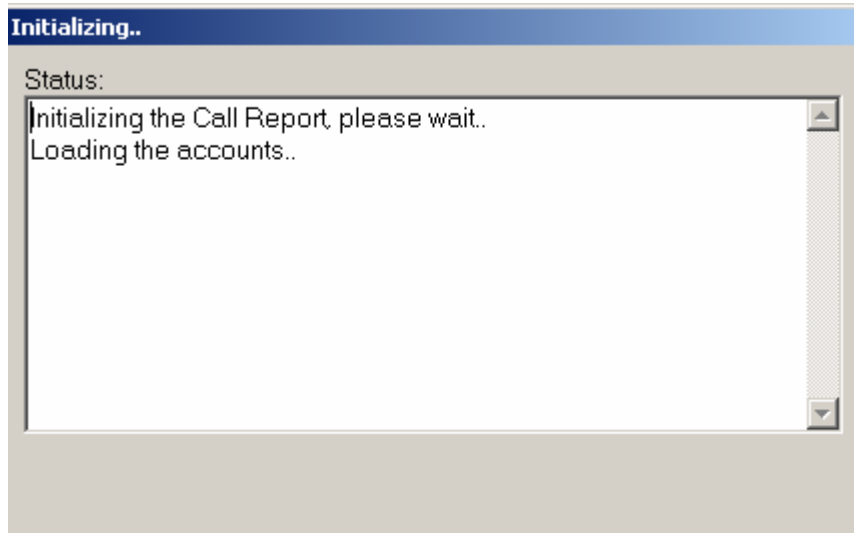 Initializing..
Status:
Initializing the Call Report, please wait..
Loading the accounts..